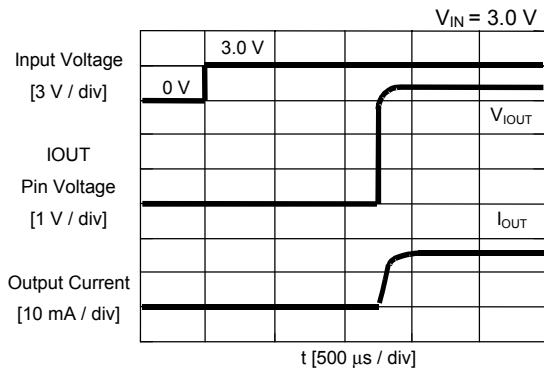 V_IN = 3.0 V
Input Voltage
[3 V / div]
3.0 V
0 V
IOUT
Pin Voltage
[1 V / div]
V_IOUT
Output Current
[10 mA / div]
I_OUT
t [500 μs / div]